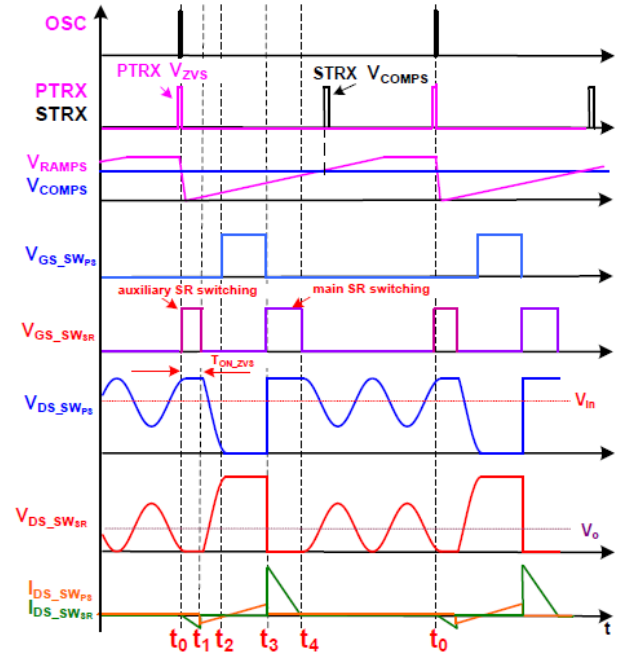 OSC
PTRX V_ZVS
STRX V_COMPS
PTRX
STRX
V_RAMPS
V_COMPS
V_GS_SW_PS
auxiliary SR switching
main SR switching
V_GS_SW_SR
T_ON_ZVS
V_DS_SW_PS
V_in
V_DS_SW_SR
V_o
I_DS_SW_PS
I_DS_SW_SR
t_0 t_1 t_2 t_3 t_4 t_0 t